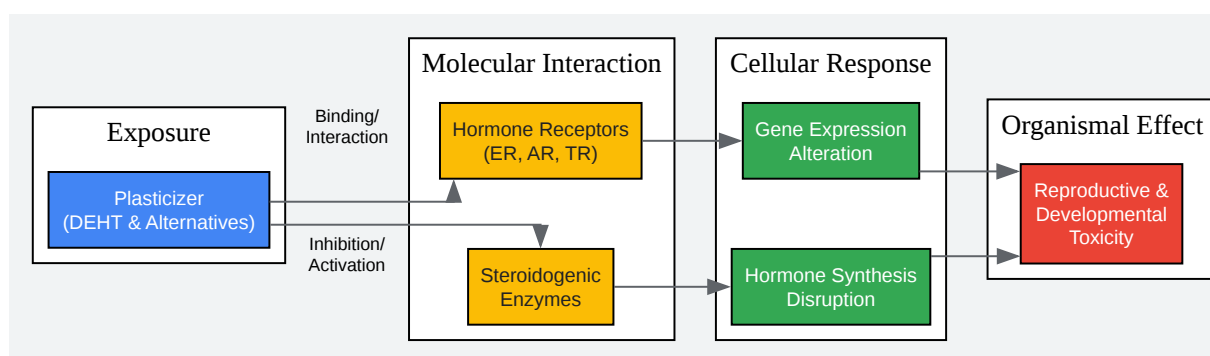 Exposure
Plasticizer
(DEHT & Alternatives)
Binding/
Interaction
Inhibition/
Activation
Molecular Interaction
Hormone Receptors
(ER, AR, TR)
Steroidogenic
Enzymes
Cellular Response
Gene Expression
Alteration
Hormone Synthesis
Disruption
Organismal Effect
Reproductive &
Developmental
Toxicity